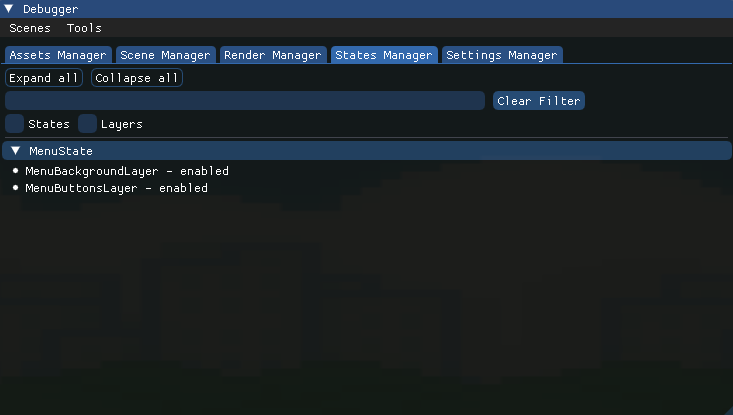 Debugger
Scenes Tools
Assets Manager Scene Manager Render Manager States Manager Settings Manager
Expand all Collapse all
Clear Filter
States Layers
MenuState
MenuBackgroundLayer - enabled
MenuButtonsLayer - enabled